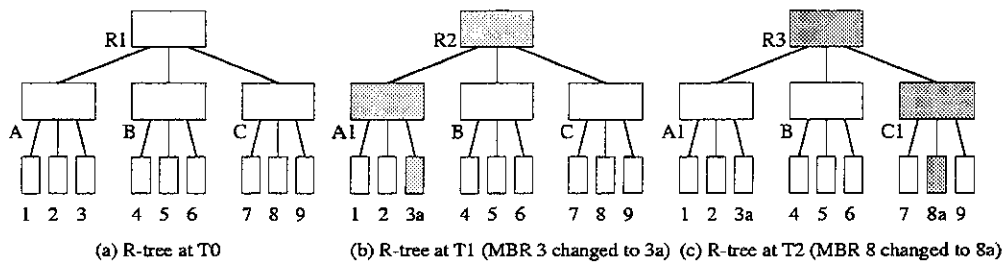 R1 R2 R3
A B C A1 B C A1 B C1
1 2 3 4 5 6 7 8 9 1 2 3a 4 5 6 7 8 9 1 2 3a 4 5 6 7 8a 9
(a) R-tree at T0 (b) R-tree at T1 (MBR 3 changed to 3a) (c) R-tree at T2 (MBR 8 changed to 8a)